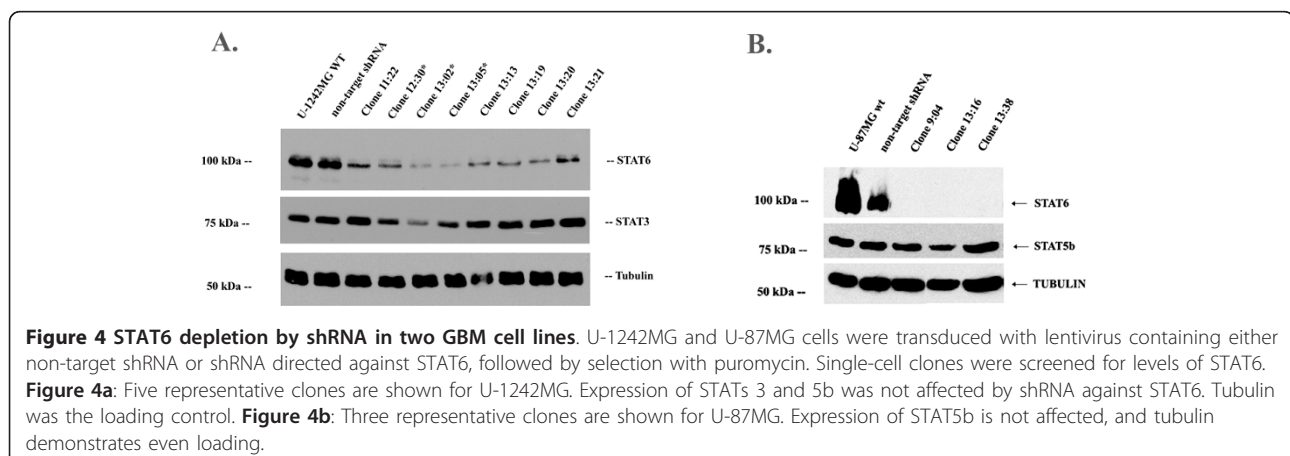 A.
U-1242MG WT
non-target shRNA
Clone 11:22
Clone 12:30*
Clone 13:02*
Clone 13:05*
Clone 13:13
Clone 13:19
Clone 13:20
Clone 13:21
100 kDa --
-- STAT6
75 kDa --
-- STAT3
50 kDa --
-- Tubulin
B.
U-87MG wt
non-target shRNA
Clone 9:04
Clone 13:16
Clone 13:38
100 kDa --
← STAT6
75 kDa --
← STAT5b
50 kDa --
← TUBULIN
Figure 4 STAT6 depletion by shRNA in two GBM cell lines. U-1242MG and U-87MG cells were transduced with lentivirus containing either
non-target shRNA or shRNA directed against STAT6, followed by selection with puromycin. Single-cell clones were screened for levels of STAT6.
Figure 4a: Five representative clones are shown for U-1242MG. Expression of STATs 3 and 5b was not affected by shRNA against STAT6. Tubulin
was the loading control. Figure 4b: Three representative clones are shown for U-87MG. Expression of STAT5b is not affected, and tubulin
demonstrates even loading.